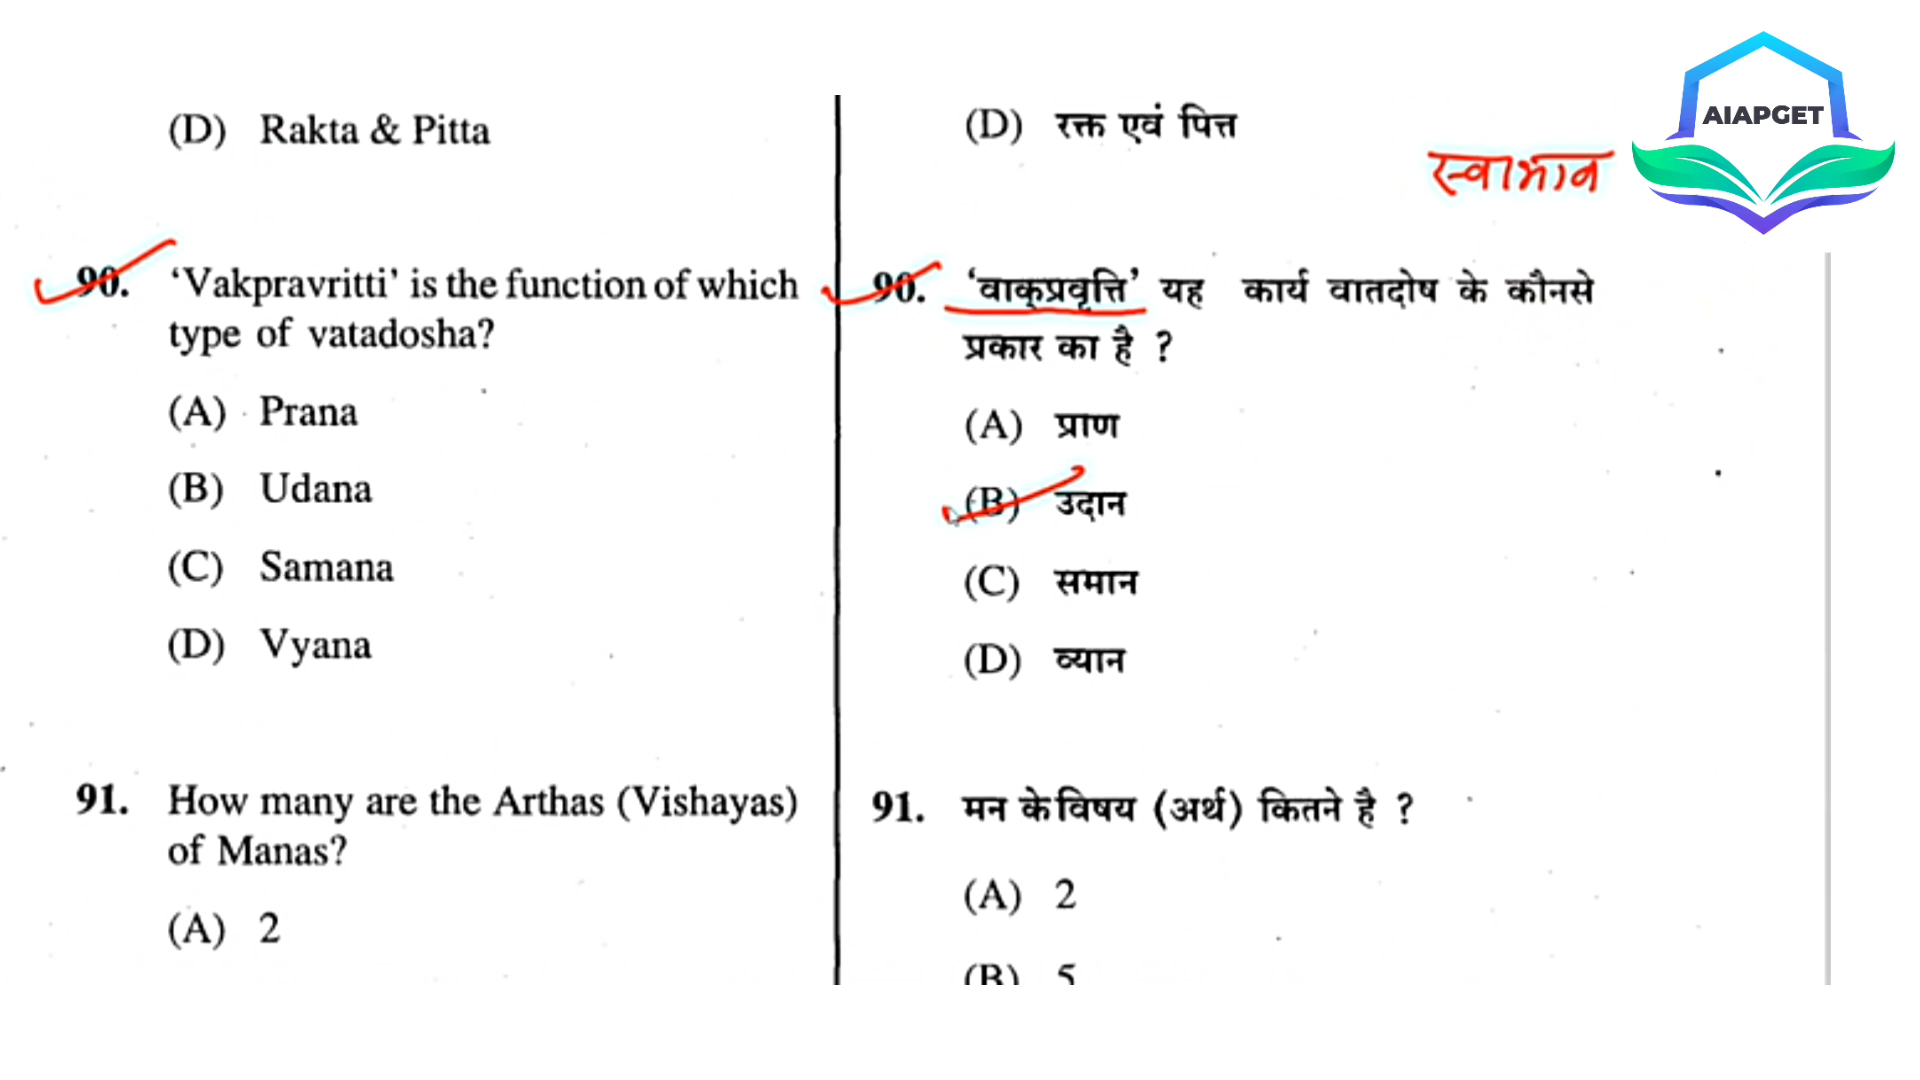 (D) Rakta & Pitta
90. ‘Vakpravritti’ is the function of which
type of vatadosha?
(A) Prana
(B) Udana
(C) Samana
(D) Vyana
91. How many are the Arthas (Vishayas)
of Manas?
(A) 2
(D) रक्त एवं पित्त
90. ‘वाक्प्रवृत्ति’ यह कार्य वातदोष के कौनसे
प्रकार का है ?
(A) प्राण
(B) उदान
(C) समान
(D) व्यान
91. मन के विषय (अर्थ) कितने है ?
(A) 2
(B) 5
AIAPGET